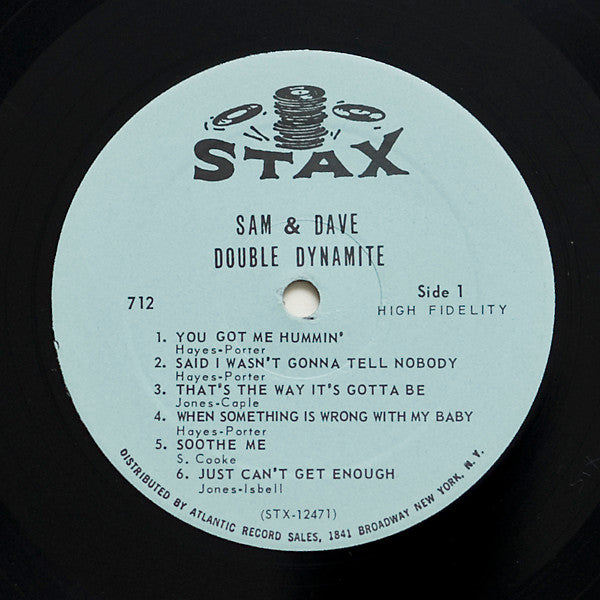 STAX
SAM & DAVE
DOUBLE DYNAMITE
712
Side 1
HIGH FIDELITY
1. YOU GOT ME HUMMIN'
Hayes-Porter
2. SAID I WASN'T GONNA TELL NOBODY
Hayes-Porter
3. THAT'S THE WAY IT'S GOTTA BE
Jones-Caple
4. WHEN SOMETHING IS WRONG WITH MY BABY
Hayes-Porter
5. SOOTHE ME
S. Cooke
6. JUST CAN'T GET ENOUGH
Jones-Isbell
(STX-12471)
DISTRIBUTED BY ATLANTIC RECORD SALES, 1841 BROADWAY NEW YORK, N.Y.